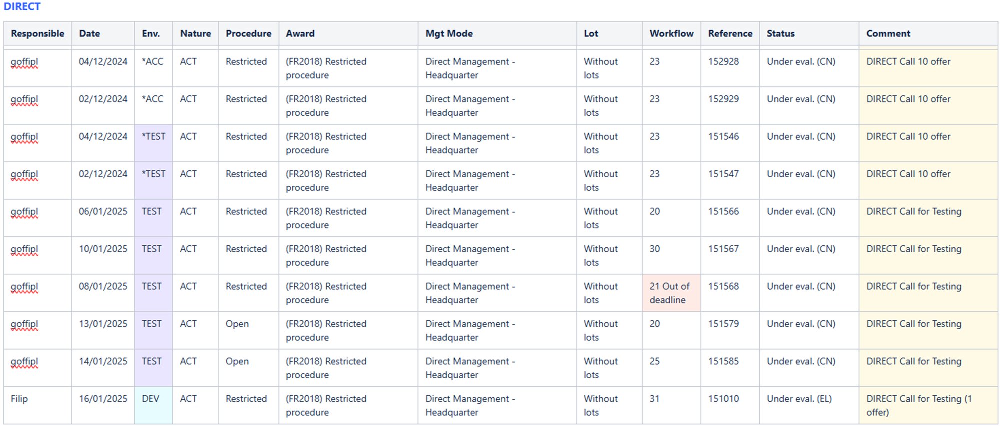 DIRECT
Responsible Date Env. Nature Procedure Award Mgt Mode Lot Workflow Reference Status Comment
goffipl 04/12/2024 *ACC ACT Restricted (FR2018) Restricted Direct Management - Without 23 152928 Under eval. (CN) DIRECT Call 10 offer
procedure Headquarter lots
goffipl 02/12/2024 *ACC ACT Restricted (FR2018) Restricted Direct Management - Without 23 152929 Under eval. (CN) DIRECT Call 10 offer
procedure Headquarter lots
goffipl 04/12/2024 *TEST ACT Restricted (FR2018) Restricted Direct Management - Without 23 151546 Under eval. (CN) DIRECT Call 10 offer
procedure Headquarter lots
goffipl 02/12/2024 *TEST ACT Restricted (FR2018) Restricted Direct Management - Without 23 151547 Under eval. (CN) DIRECT Call 10 offer
procedure Headquarter lots
goffipl 06/01/2025 TEST ACT Restricted (FR2018) Restricted Direct Management - Without 20 151566 Under eval. (CN) DIRECT Call for Testing
procedure Headquarter lots
goffipl 10/01/2025 TEST ACT Restricted (FR2018) Restricted Direct Management - Without 30 151567 Under eval. (CN) DIRECT Call for Testing
procedure Headquarter lots
goffipl 08/01/2025 TEST ACT Restricted (FR2018) Restricted Direct Management - Without 21 Out of 151568 Under eval. (CN) DIRECT Call for Testing
procedure Headquarter lots deadline
goffipl 13/01/2025 TEST ACT Open (FR2018) Restricted Direct Management - Without 20 151579 Under eval. (CN) DIRECT Call for Testing
procedure Headquarter lots
goffipl 14/01/2025 TEST ACT Open (FR2018) Restricted Direct Management - Without 25 151585 Under eval. (CN) DIRECT Call for Testing
procedure Headquarter lots
Filip 16/01/2025 DEV ACT Restricted (FR2018) Restricted Direct Management - Without 31 151010 Under eval. (EL) DIRECT Call for Testing (1
procedure Headquarter lots offer)